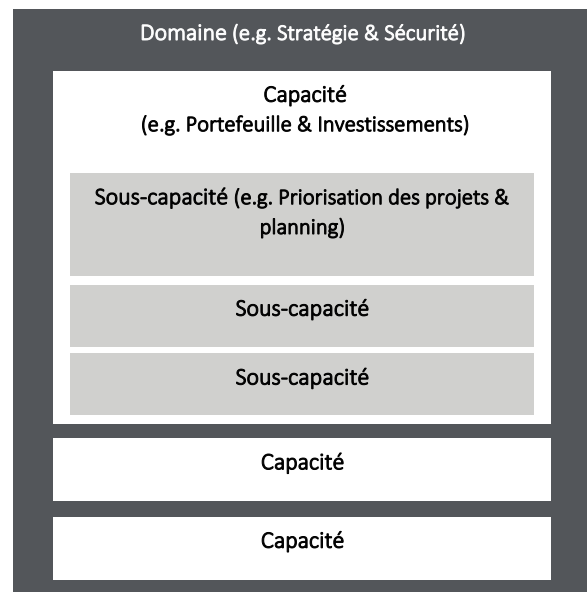 Domaine (e.g. Stratégie & Sécurité)
Capacité
(e.g. Portefeuille & Investissements)
Sous-capacité (e.g. Priorisation des projets &
planning)
Sous-capacité
Sous-capacité
Capacité
Capacité